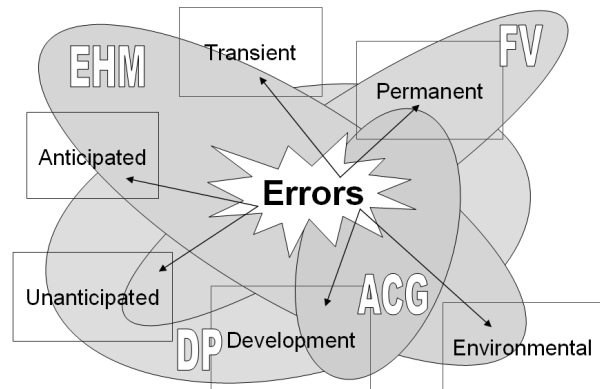 EHM
Transient
FV
Permanent
Anticipated
Errors
Unanticipated
ACG
DP
Development
Environmental